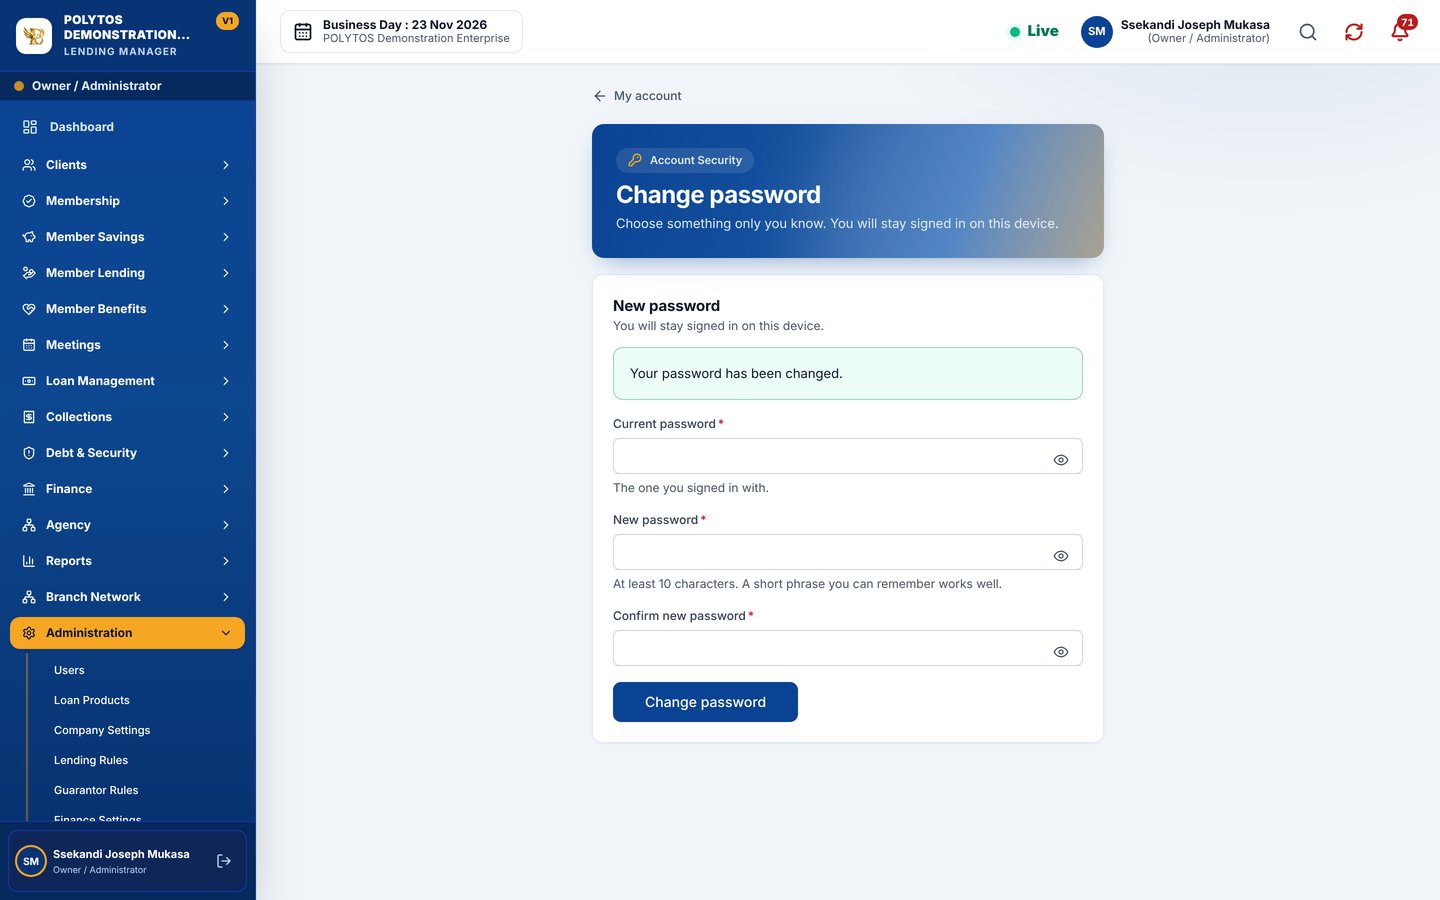 POLYTOS
DEMONSTRATION...
LENDING MANAGER
V1
Owner / Administrator
Dashboard
Clients
Membership
Member Savings
Member Lending
Member Benefits
Meetings
Loan Management
Collections
Debt & Security
Finance
Agency
Reports
Branch Network
Administration
Users
Loan Products
Company Settings
Lending Rules
Guarantor Rules
Finance Settings
SM
Ssekandi Joseph Mukasa
Owner / Administrator
Business Day : 23 Nov 2026
POLYTOS Demonstration Enterprise
Live
SM
Ssekandi Joseph Mukasa
(Owner / Administrator)
71
My account
Account Security
Change password
Choose something only you know. You will stay signed in on this device.
New password
You will stay signed in on this device.
Your password has been changed.
Current password *
The one you signed in with.
New password *
At least 10 characters. A short phrase you can remember works well.
Confirm new password *
Change password